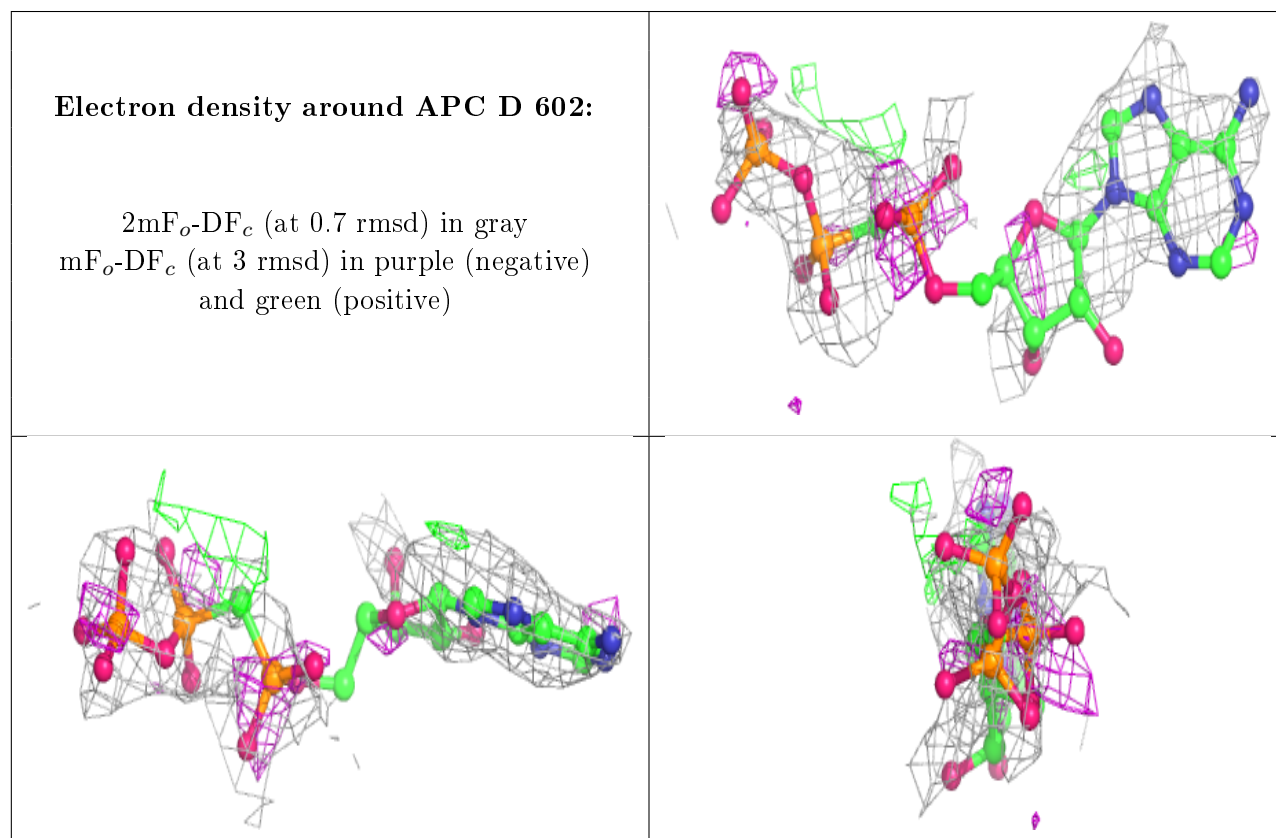 Electron density around APC D 602:
2mFₒ-DF𝒸 (at 0.7 rmsd) in gray
mFₒ-DF𝒸 (at 3 rmsd) in purple (negative)
and green (positive)